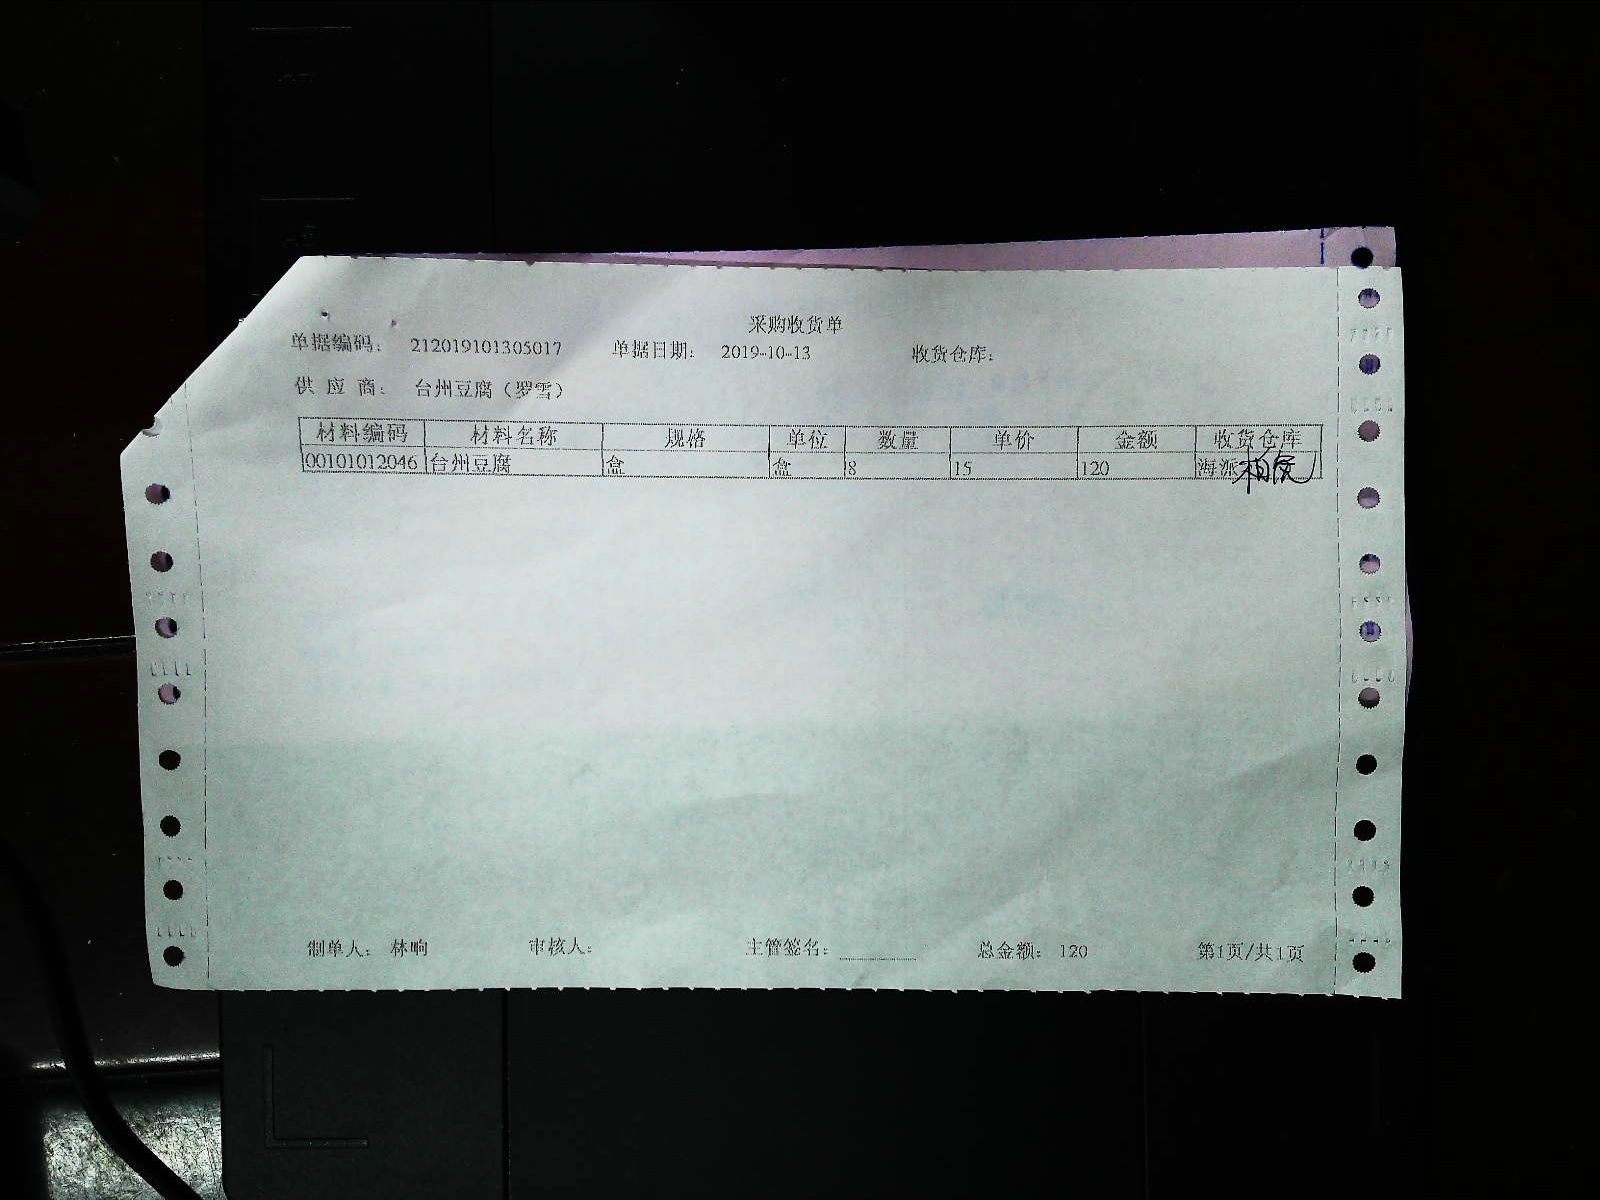 采购收货单
单据编码： 212019101305017 单据日期： 2019-10-13 收货仓库：
供 应 商： 台州豆腐（罗雪）
材料编码 材料名称 规格 单位 数量 单价 金额 收货仓库
00101012046 台州豆腐 盒 盒 8 15 120 海派
制单人： 林响 审核人： 主管签名： 总金额： 120 第1页/共1页